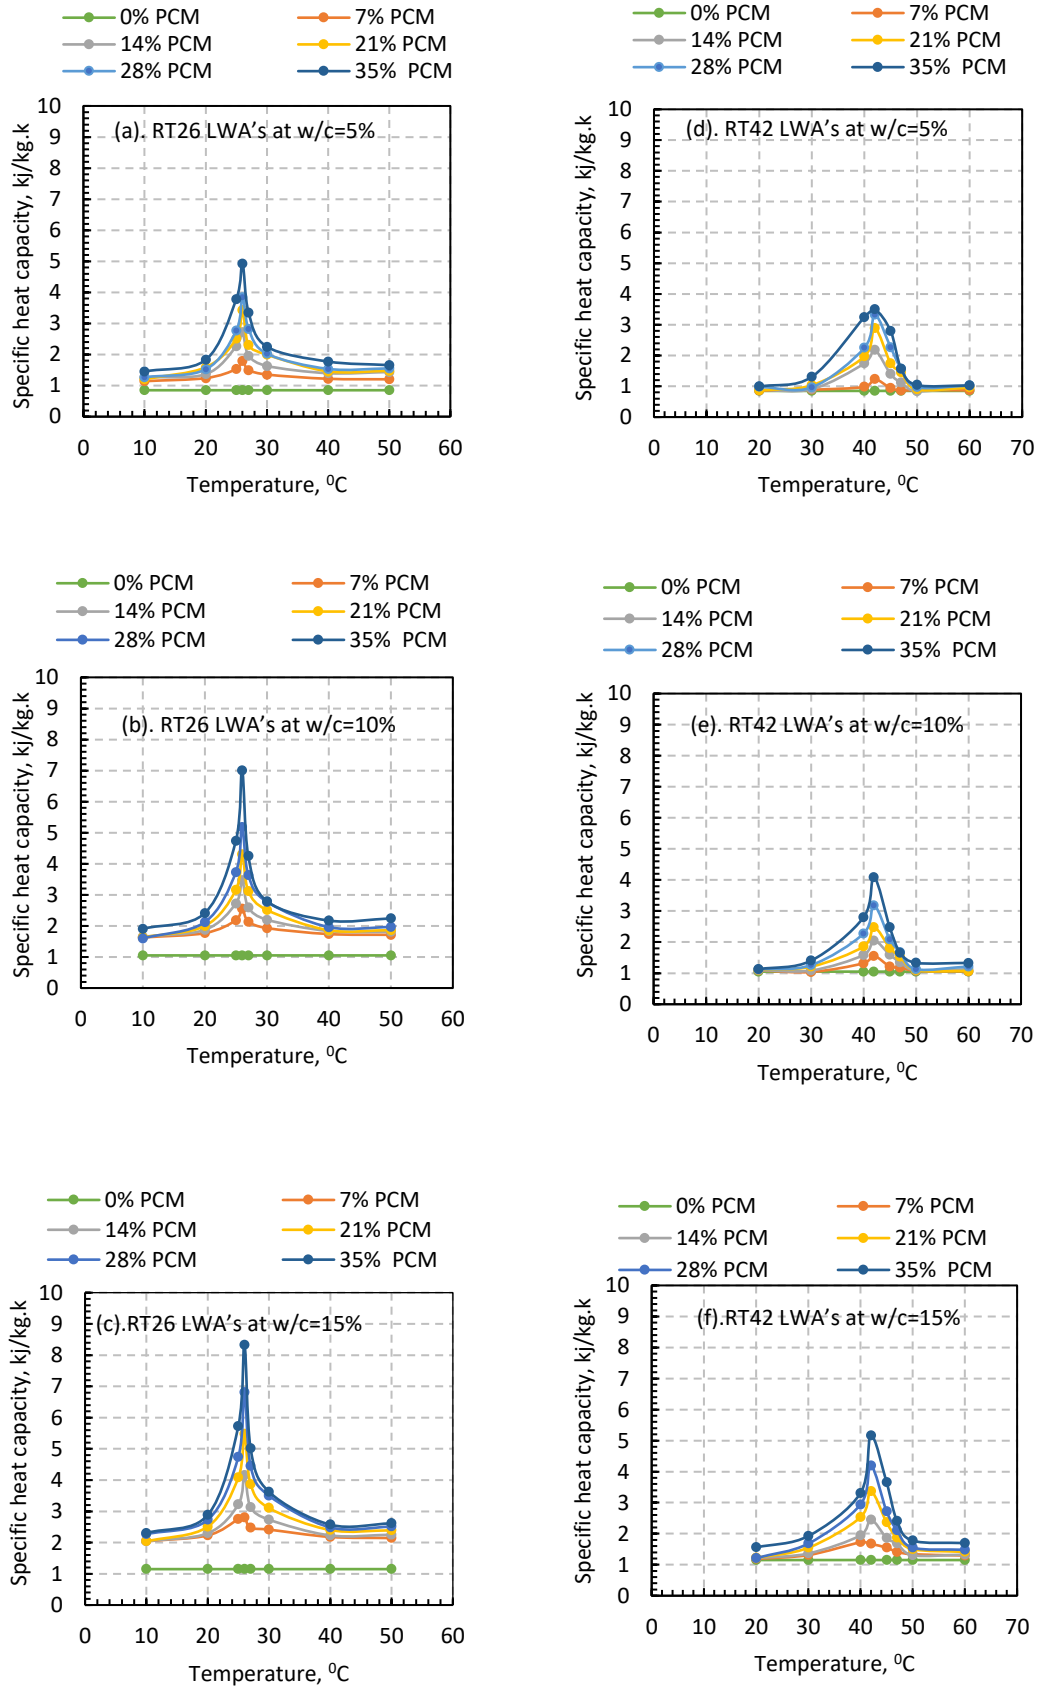 0% PCM 7% PCM
14% PCM 21% PCM
28% PCM 35% PCM
(a). RT26 LWA's at w/c=5%
Specific heat capacity, kj/kg.k
10
9
8
7
6
5
4
3
2
1
0
0 10 20 30 40 50 60
Temperature, ⁰C
0% PCM 7% PCM
14% PCM 21% PCM
28% PCM 35% PCM
(d). RT42 LWA's at w/c=5%
Specific heat capacity, kj/kg.k
10
9
8
7
6
5
4
3
2
1
0
0 10 20 30 40 50 60 70
Temperature, ⁰C
0% PCM 7% PCM
14% PCM 21% PCM
28% PCM 35% PCM
(b). RT26 LWA's at w/c=10%
Specific heat capacity, kj/kg.k
10
9
8
7
6
5
4
3
2
1
0
0 10 20 30 40 50 60
Temperature, ⁰C
0% PCM 7% PCM
14% PCM 21% PCM
28% PCM 35% PCM
(e). RT42 LWA's at w/c=10%
Specific heat capacity, kj/kg.k
10
9
8
7
6
5
4
3
2
1
0
0 10 20 30 40 50 60 70
Temperature, ⁰C
0% PCM 7% PCM
14% PCM 21% PCM
28% PCM 35% PCM
(c).RT26 LWA's at w/c=15%
Specific heat capacity, kj/kg.k
10
9
8
7
6
5
4
3
2
1
0
0 10 20 30 40 50 60
Temperature, ⁰C
0% PCM 7% PCM
14% PCM 21% PCM
28% PCM 35% PCM
(f).RT42 LWA's at w/c=15%
Specific heat capacity, kj/kg.k
10
9
8
7
6
5
4
3
2
1
0
0 10 20 30 40 50 60 70
Temperature, ⁰C